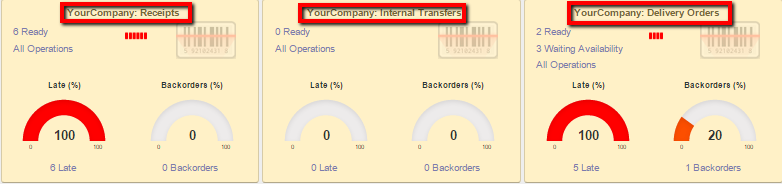 YourCompany: Receipts
6 Ready
All Operations
Late (%)
Backorders (%)
100
0
0
100
0
100
6 Late
0 Backorders
YourCompany: Internal Transfers
0 Ready
All Operations
Late (%)
Backorders (%)
0
0
0
100
0
100
0 Late
0 Backorders
YourCompany: Delivery Orders
2 Ready
3 Waiting Availability
All Operations
Late (%)
Backorders (%)
100
20
0
100
0
100
5 Late
1 Backorders